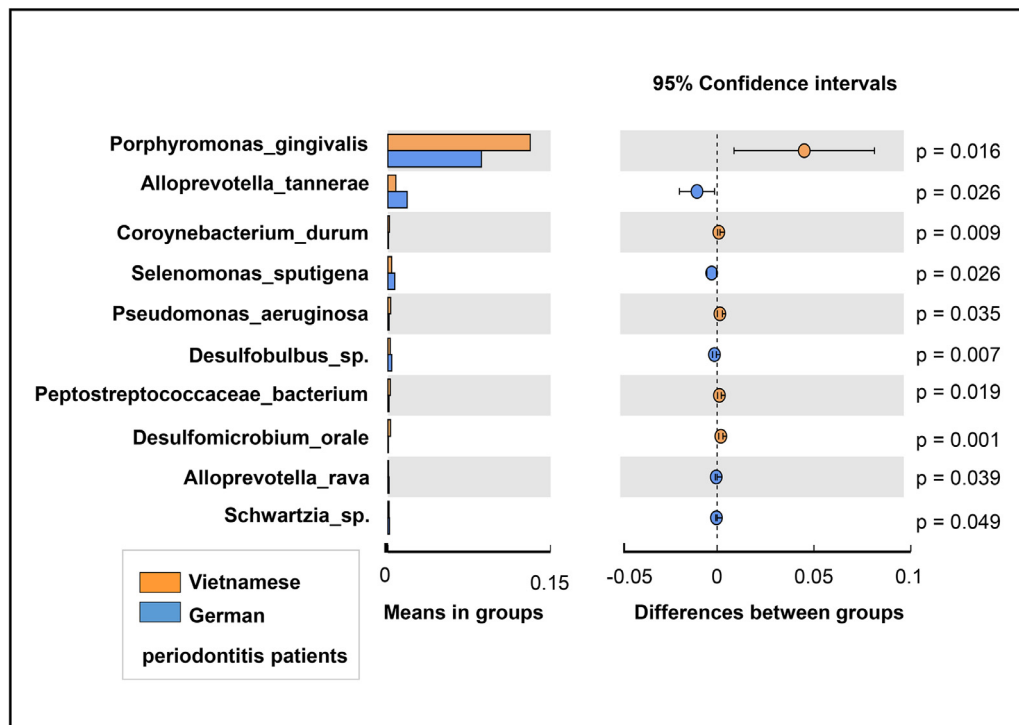 95% Confidence intervals
Porphyromonas_gingivalis
p = 0.016
Alloprevotella_tannerae
p = 0.026
Coroynebacterium_durum
p = 0.009
Selenomonas_sputigena
p = 0.026
Pseudomonas_aeruginosa
p = 0.035
Desulfobulbus_sp.
p = 0.007
Peptostreptococcaceae_bacterium
p = 0.019
Desulfomicrobium_orale
p = 0.001
Alloprevotella_rava
p = 0.039
Schwartzia_sp.
p = 0.049
0 0.15
-0.05 0 0.05 0.1
Means in groups
Differences between groups
Vietnamese
German
periodontitis patients